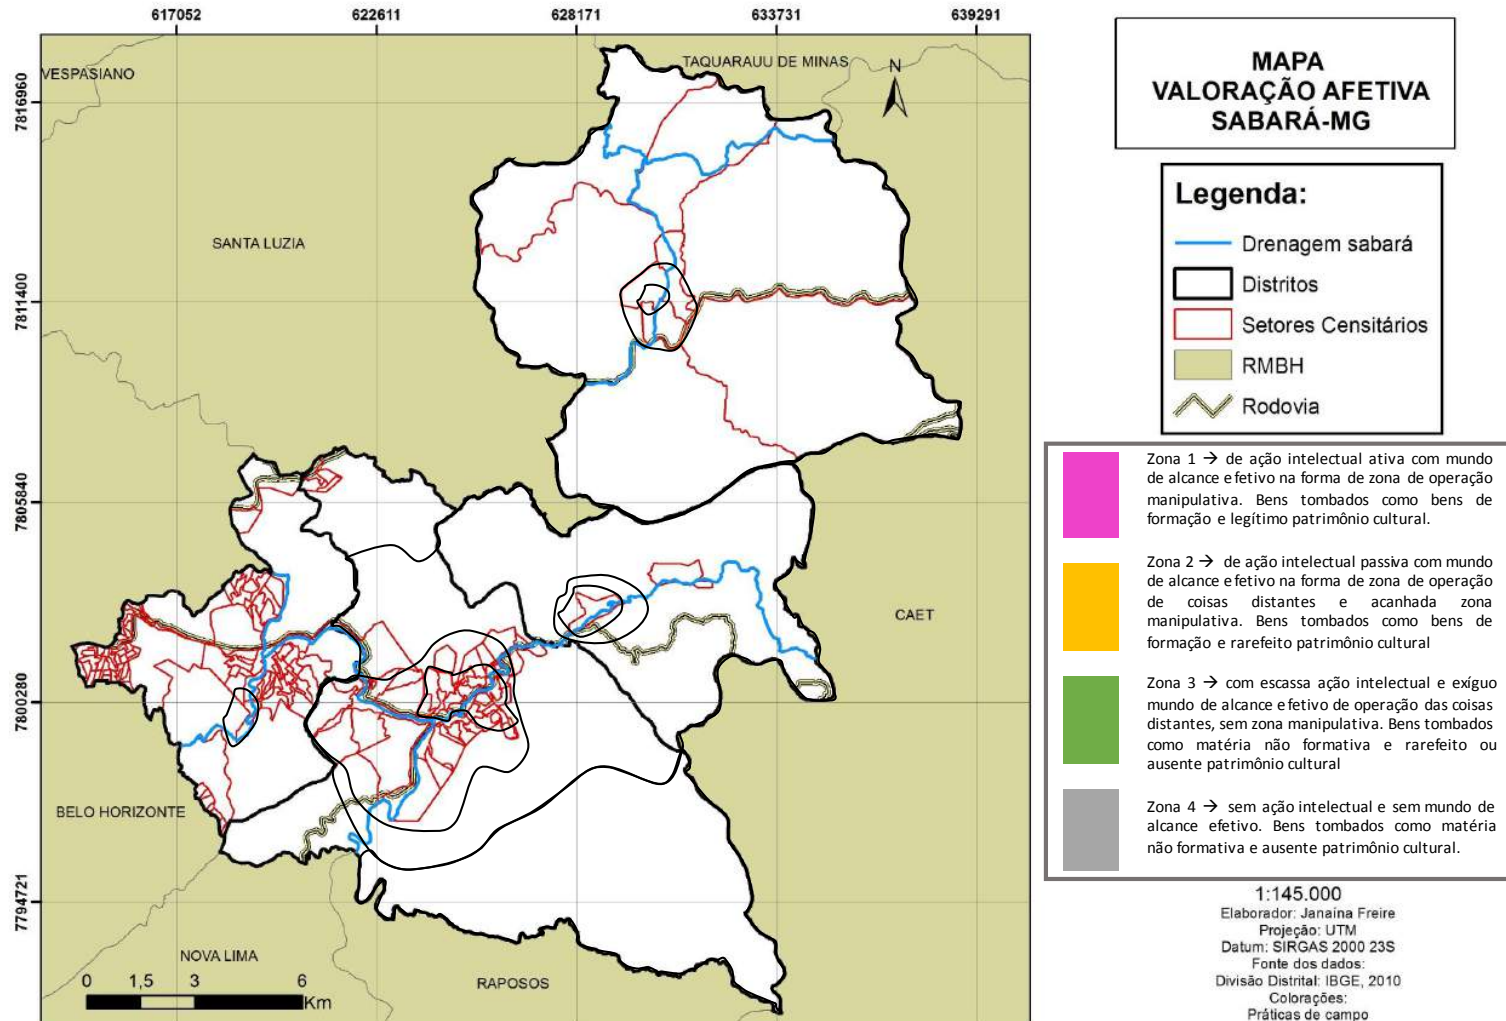 617052
622611
628171
633731
639291
7816960
781400
7805840
7800280
7794721
VESPASIANO
TAQUARAUU DE MINAS
N
SANTA LUZIA
CAET
BELO HORIZONTE
NOVA LIMA
RAPOSOS
0 1,5 3 6
Km
MAPA
VALORAÇÃO AFETIVA
SABARÁ-MG
Legenda:
Drenagem sabará
Distritos
Setores Censitários
RMBH
Rodovia
Zona 1 → de ação intelectual ativa com mundo
de alcance efetivo na forma de zona de operação
manipulativa. Bens tombados como bens de
formação e legítimo patrimônio cultural.
Zona 2 → de ação intelectual passiva com mundo
de alcance efetivo na forma de zona de operação
de coisas distantes e acanhada zona
manipulativa. Bens tombados como bens de
formação e rarefeito patrimônio cultural
Zona 3 → com escassa ação intelectual e exíguo
mundo de alcance efetivo de operação das coisas
distantes, sem zona manipulativa. Bens tombados
como matéria não formativa e rarefeito ou
ausente patrimônio cultural
Zona 4 → sem ação intelectual e sem mundo de
alcance efetivo. Bens tombados como matéria
não formativa e ausente patrimônio cultural.
1:145.000
Elaborador: Janaína Freire
Projeção: UTM
Datum: SIRGAS 2000 23S
Fonte dos dados:
Divisão Distrital: IBGE, 2010
Colorações:
Práticas de campo